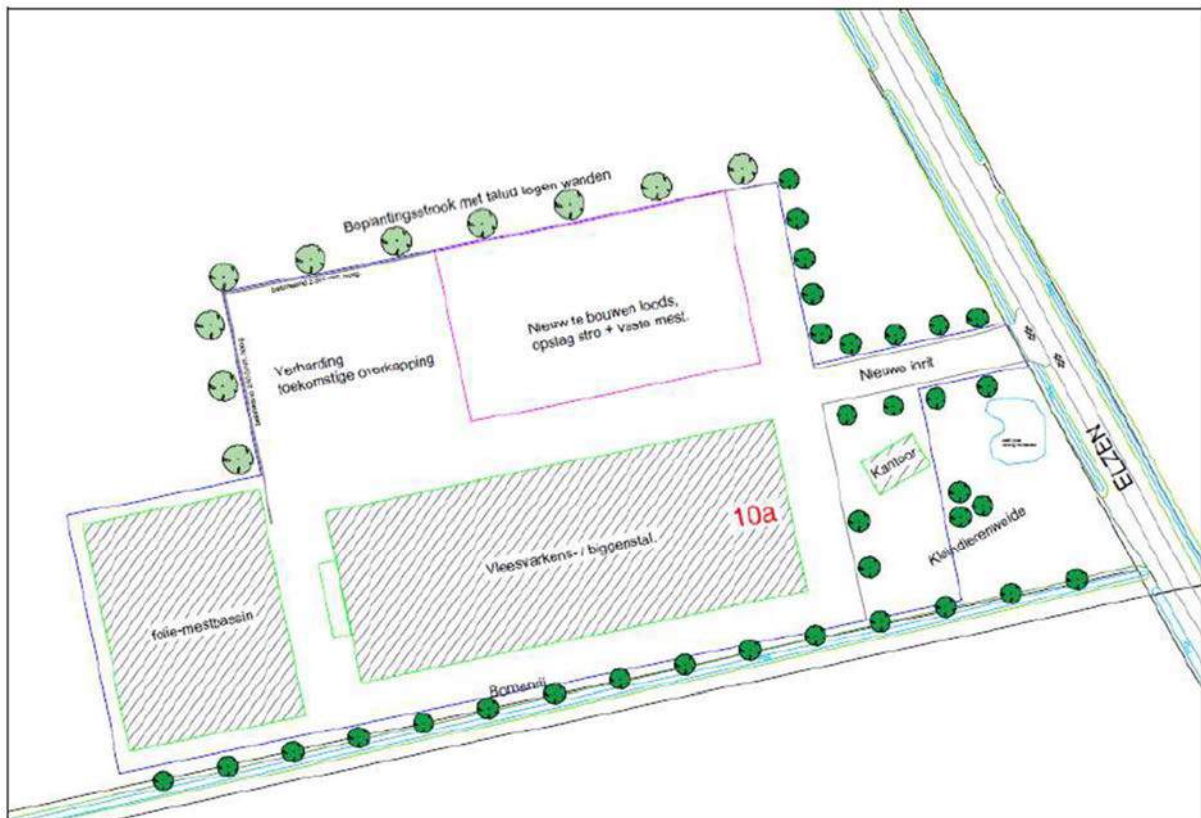 Beplantingsstrook met talud tegen wanden
Nieuw te bouwen loods,
opslag stro + vaste mest.
Verharding
toekomstige overkapping
Nieuwe inrit
ELZEN
Kantoor
10a
Vleesvarkens- / biggenstal.
Kleindierenweide
folie-mestbassin
Bomenrij